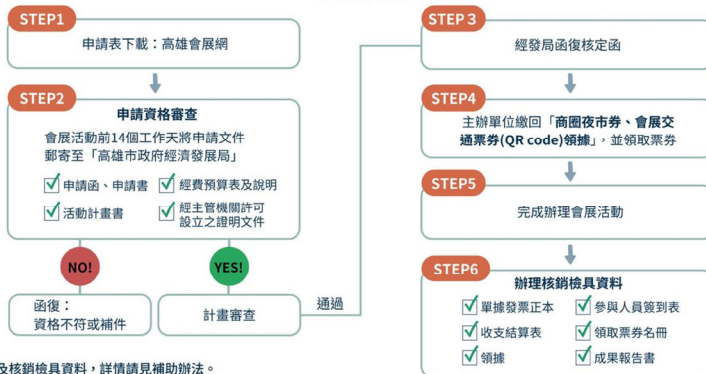 STEP1
申請表下載：高雄會展網
STEP2
申請資格審查
會展活動前14個工作天將申請文件
郵寄至「高雄市政府經濟發展局」
申請函、申請書
經費預算表及說明
活動計畫書
經主管機關許可
設立之證明文件
NO!
YES!
函復：
資格不符或補件
計畫審查
通過
STEP 3
經發局函復核定函
STEP4
主辦單位繳回「商圈夜市券、會展交
通票券(QR code)領據」，並領取票券
STEP5
完成辦理會展活動
STEP6
辦理核銷檢具資料
單據發票正本
參與人員簽到表
收支結算表
領取票券名冊
領據
成果報告書
及核銷檢具資料，詳情請見補助辦法。